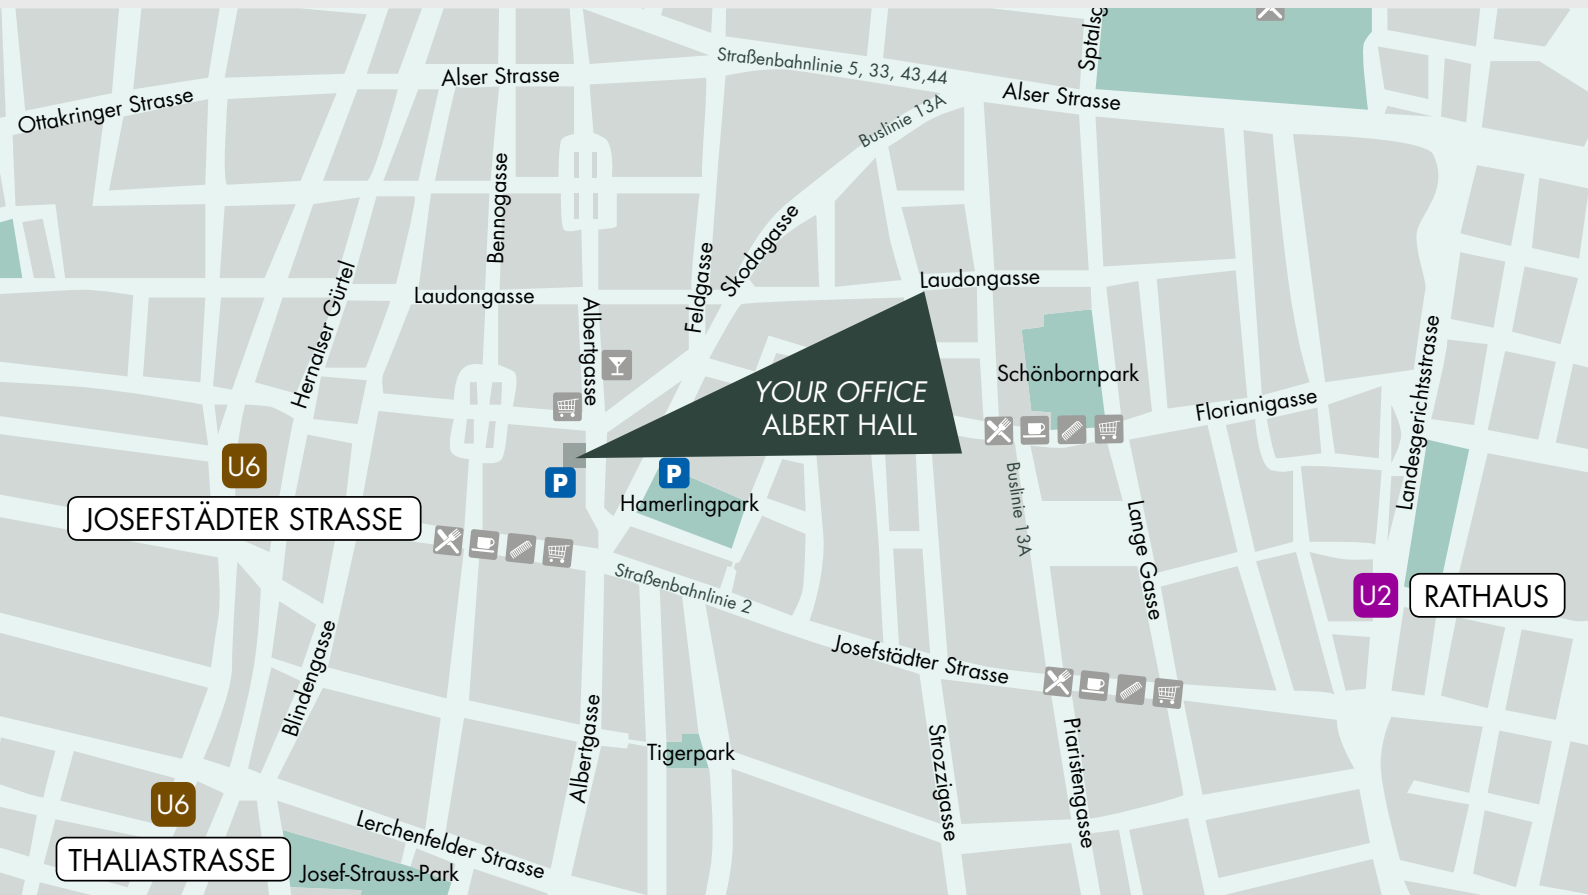 Sptalsg
Straßenbahnlinie 5, 33, 43,44
Alser Strasse
Alser Strasse
Ottakringer Strasse
Buslinie 13A
Bennogasse
Skodagasse
Feldgasse
Hernalser Gürtel
Laudongasse
Laudongasse
Albertgasse
Landesgerichtsstrasse
Schönbornpark
YOUR OFFICE
ALBERT HALL
Florianigasse
U6
JOSEFSTÄDTER STRASSE
P
P
Hamerlingpark
Buslinie 13A
Lange Gasse
Straßenbahnlinie 2
U2
RATHAUS
Blindengasse
Josefstädter Strasse
Albertgasse
Tigerpark
Strozzigasse
Piaristengasse
U6
THALIASTRASSE
Lerchenfelder Strasse
Josef-Strauss-Park